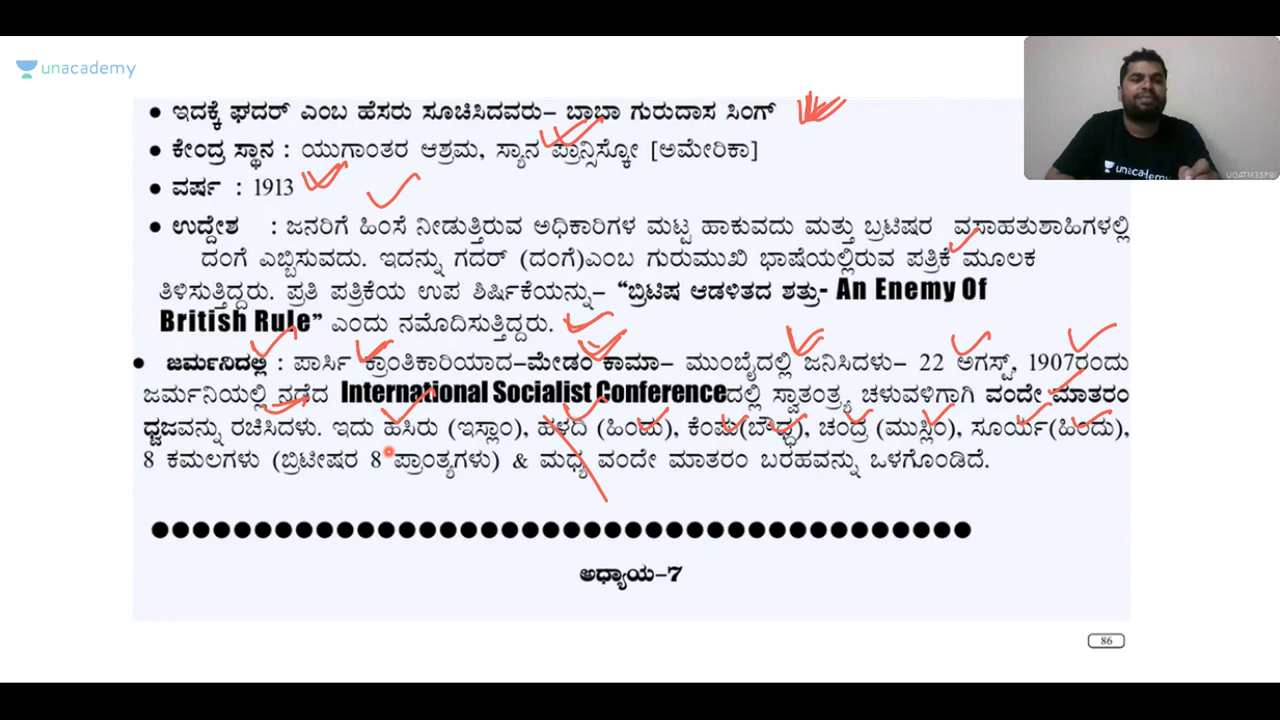 unacademy
• ಇದಕ್ಕೆ ಘದರ್ ಎಂಬ ಹೆಸರು ಸೂಚಿಸಿದವರು– ಬಾಬಾ ಗುರುದಾಸ ಸಿಂಗ್
• ಕೇಂದ್ರ ಸ್ಥಾನ : ಯುಗಾಂತರ ಆಶ್ರಮ, ಸ್ಯಾನ ಪ್ರಾನ್ಸಿಸ್ಕೋ [ಅಮೇರಿಕಾ]
• ವರ್ಷ : 1913
• ಉದ್ದೇಶ : ಜನರಿಗೆ ಹಿಂಸೆ ನೀಡುತ್ತಿರುವ ಅಧಿಕಾರಿಗಳ ಮಟ್ಟ ಹಾಕುವದು ಮತ್ತು ಬ್ರಟಿಷರ ವಸಾಹತುಶಾಹಿಗಳಲ್ಲಿ
ದಂಗೆ ಎಬ್ಬಿಸುವದು. ಇದನ್ನು ಗದರ್ (ದಂಗೆ)ಎಂಬ ಗುರುಮುಖಿ ಭಾಷೆಯಲ್ಲಿರುವ ಪತ್ರಿಕೆ ಮೂಲಕ
ತಿಳಿಸುತ್ತಿದ್ದರು. ಪ್ರತಿ ಪತ್ರಿಕೆಯ ಉಪ ಶಿರ್ಷಿಕೆಯನ್ನು– “ಬ್ರಿಟಿಷ ಆಡಳಿತದ ಶತ್ರು- An Enemy Of
British Rule” ಎಂದು ನಮೊದಿಸುತ್ತಿದ್ದರು.
• ಜರ್ಮನಿದಲ್ಲಿ : ಪಾರ್ಸಿ ಕ್ರಾಂತಿಕಾರಿಯಾದ–ಮೇಡಂ ಕಾಮಾ– ಮುಂಬೈದಲ್ಲಿ ಜನಿಸಿದಳು– 22 ಅಗಸ್ಟ್, 1907ರಂದು
ಜರ್ಮನಿಯಲ್ಲಿ ನಡೆದ International Socialist Conferenceದಲ್ಲಿ ಸ್ವಾತಂತ್ರ್ಯ ಚಳುವಳಿಗಾಗಿ ವಂದೇ ಮಾತರಂ
ಧ್ವಜವನ್ನು ರಚಿಸಿದಳು. ಇದು ಹಸಿರು (ಇಸ್ಲಾಂ), ಹಳದಿ (ಹಿಂದು), ಕೆಂಪು(ಬೌದ್ಧ), ಚಂದ್ರ (ಮುಸ್ಲಿಂ), ಸೂರ್ಯ(ಹಿಂದು),
8 ಕಮಲಗಳು (ಬ್ರಿಟೀಷರ 8 ಪ್ರಾಂತ್ಯಗಳು) & ಮಧ್ಯ ವಂದೇ ಮಾತರಂ ಬರಹವನ್ನು ಒಳಗೊಂಡಿದೆ.
ಅಧ್ಯಾಯ–7
86
unacademy